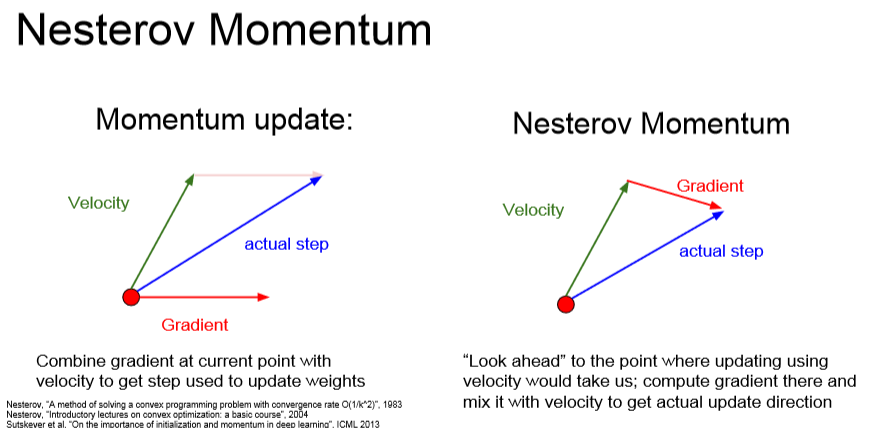 Nesterov Momentum
Momentum update:
Velocity
actual step
Gradient
Combine gradient at current point with
velocity to get step used to update weights
Nesterov Momentum
Gradient
Velocity
actual step
“Look ahead” to the point where updating using
velocity would take us; compute gradient there and
mix it with velocity to get actual update direction
Nesterov, “A method of solving a convex programming problem with convergence rate O(1/k^2)”, 1983
Nesterov, “Introductory lectures on convex optimization: a basic course”, 2004
Sutskever et al, “On the importance of initialization and momentum in deep learning”, ICML 2013